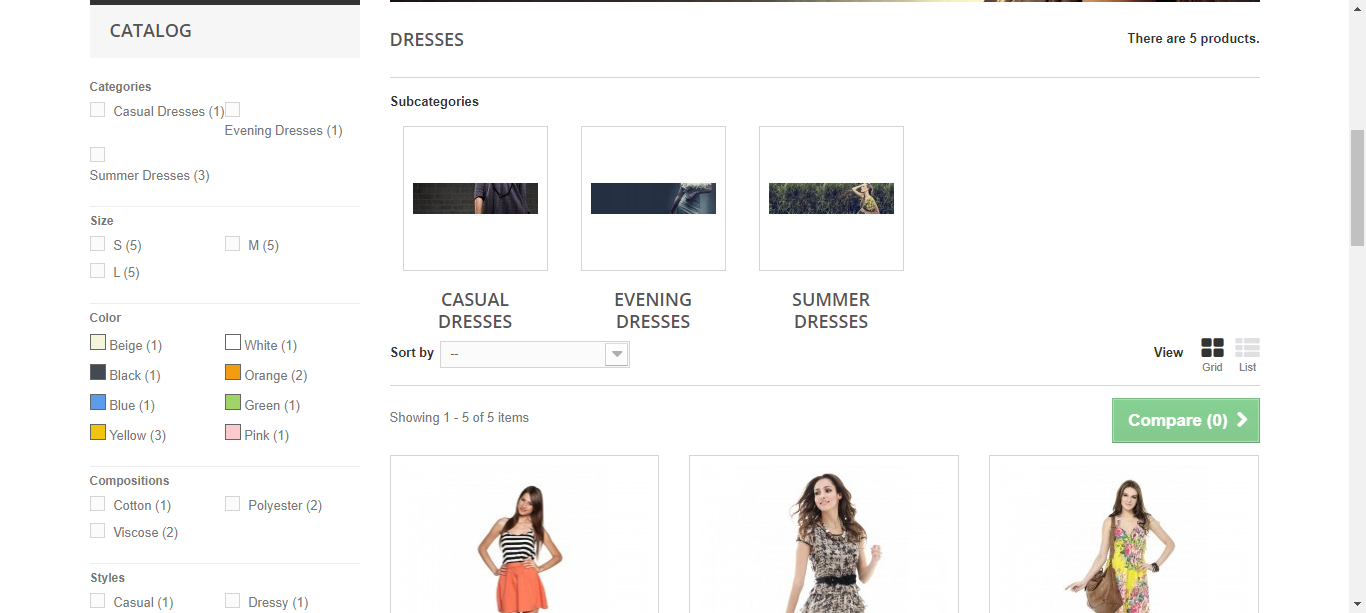 CATALOG
Categories
Casual Dresses (1)
Evening Dresses (1)
Summer Dresses (3)
Size
S (5)
M (5)
L (5)
Color
Beige (1)
White (1)
Black (1)
Orange (2)
Blue (1)
Green (1)
Yellow (3)
Pink (1)
Compositions
Cotton (1)
Polyester (2)
Viscose (2)
Styles
Casual (1)
Dressy (1)
DRESSES
There are 5 products.
Subcategories
CASUAL
DRESSES
EVENING
DRESSES
SUMMER
DRESSES
Sort by
--
View
Grid
List
Showing 1 - 5 of 5 items
Compare (0)